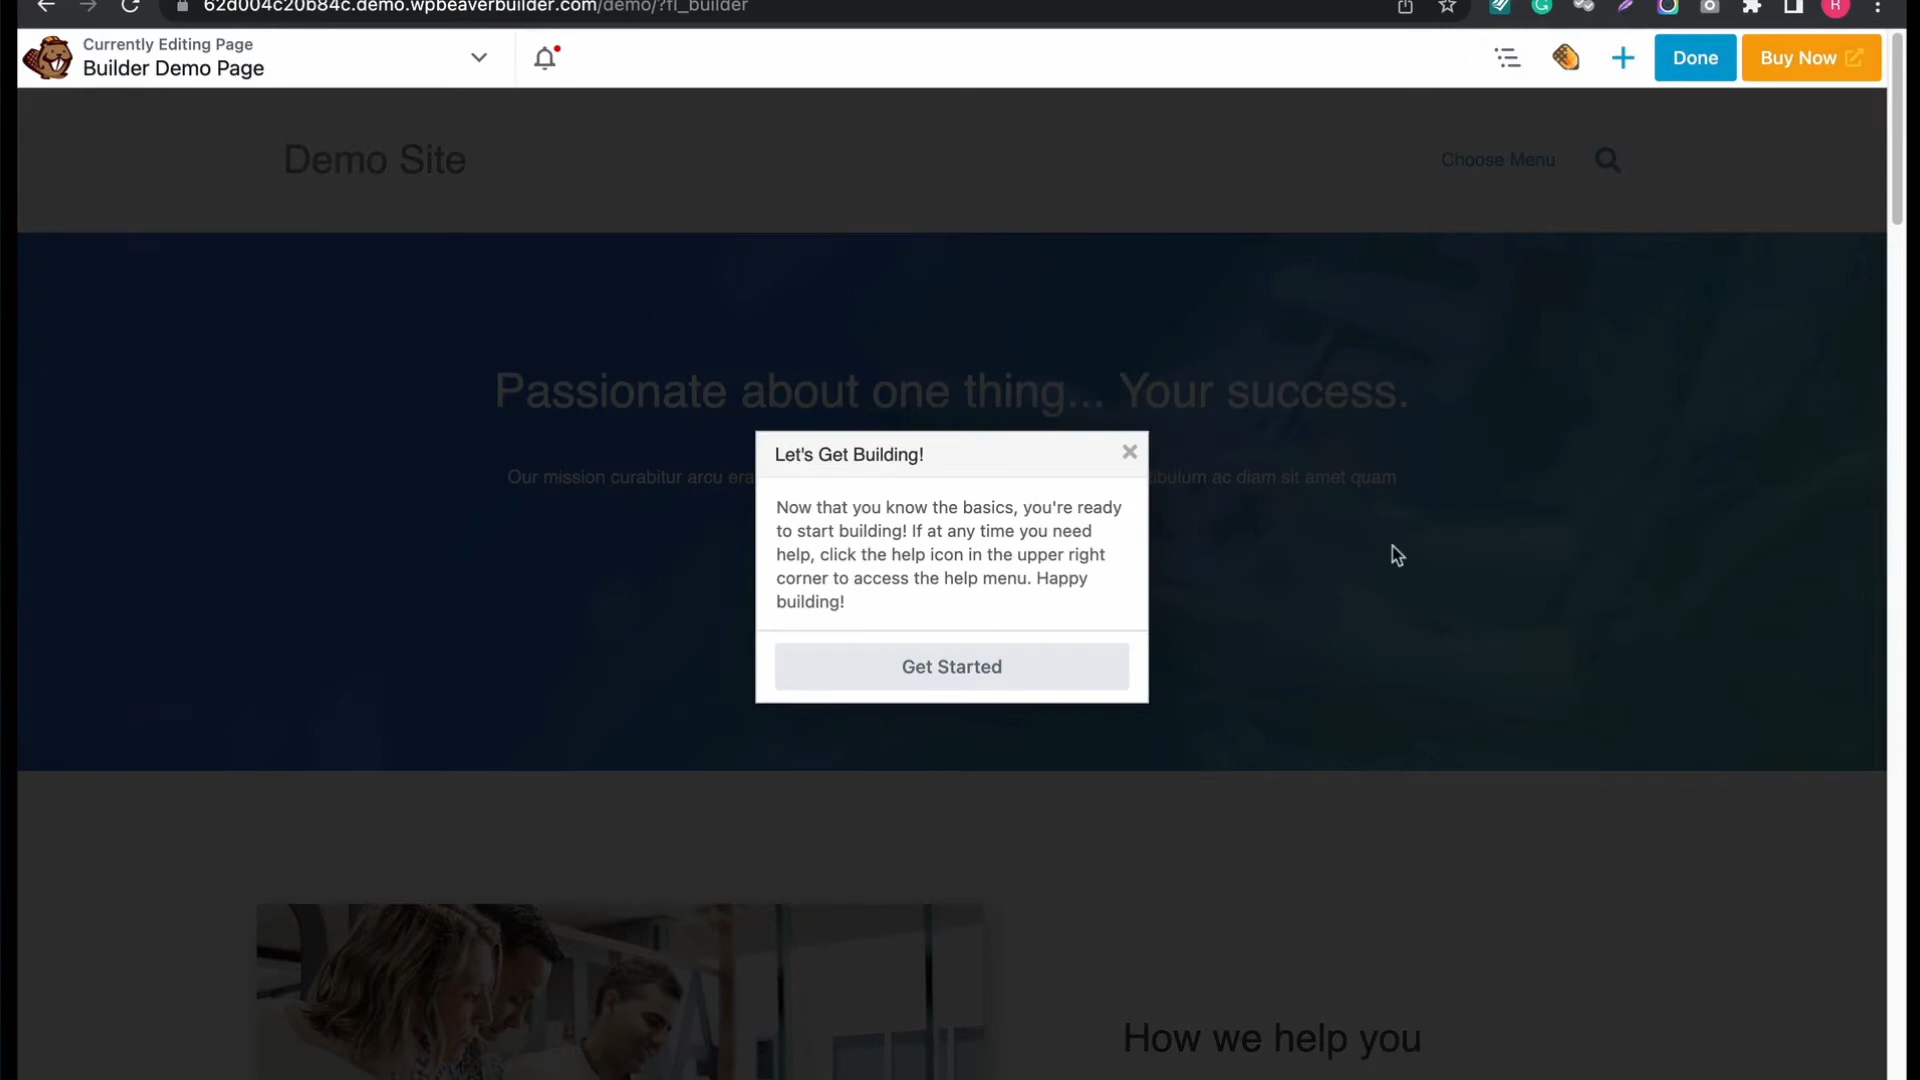 62d004c20b84c.demo.wpbeaverbuilder.com/demo/?fl_builder
R
Currently Editing Page
Builder Demo Page
Done
Buy Now
Demo Site
Choose Menu
Passionate about one thing... Your success.
Our mission curabitur arcu era
tibulum ac diam sit amet quam
Let's Get Building!
Now that you know the basics, you're ready
to start building! If at any time you need
help, click the help icon in the upper right
corner to access the help menu. Happy
building!
Get Started
How we help you